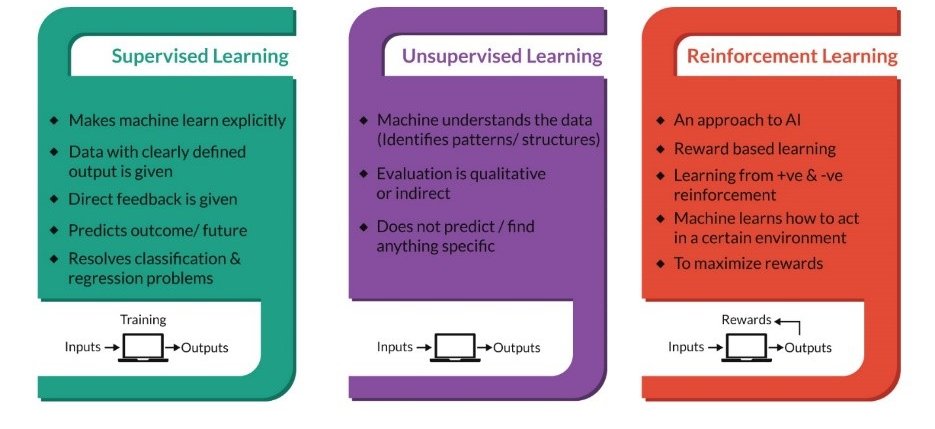 Supervised Learning
◆ Makes machine learn explicitly
◆ Data with clearly defined
output is given
◆ Direct feedback is given
◆ Predicts outcome/ future
◆ Resolves classification &
regression problems
Training
Inputs → → Outputs
Unsupervised Learning
◆ Machine understands the data
(Identifies patterns/ structures)
◆ Evaluation is qualitative
or indirect
◆ Does not predict / find
anything specific
Inputs → → Outputs
Reinforcement Learning
◆ An approach to AI
◆ Reward based learning
◆ Learning from +ve & -ve
reinforcement
◆ Machine learns how to act
in a certain environment
◆ To maximize rewards
Rewards
Inputs → → Outputs